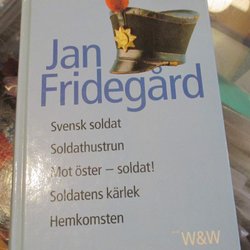 Jan
Fridegård
Svensk soldat
Soldathustrun
Mot öster – soldat!
Soldatens kärlek
Hemkomsten
W&W